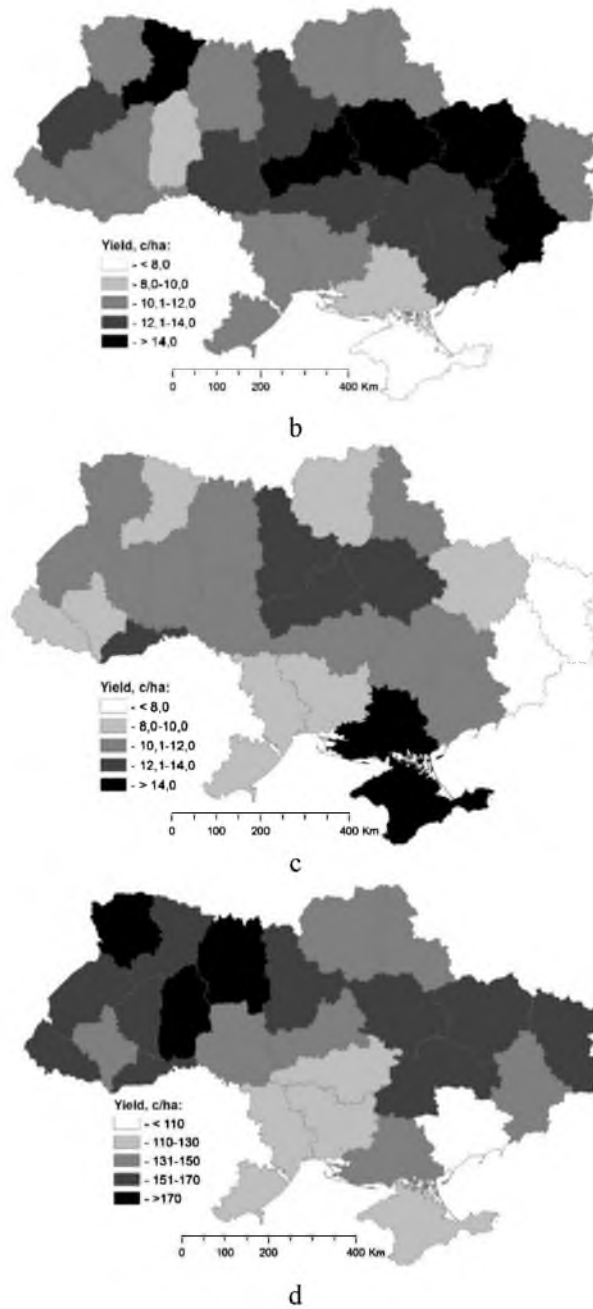 Yield, c/ha:
- < 8,0
- 8,0-10,0
- 10,1-12,0
- 12,1-14,0
- > 14,0
0 100 200 400 Km
b
Yield, c/ha:
- < 8,0
- 8,0-10,0
- 10,1-12,0
- 12,1-14,0
- > 14,0
0 100 200 400 Km
c
Yield, c/ha:
- < 110
- 110-130
- 131-150
- 151-170
- >170
0 100 200 400 Km
d